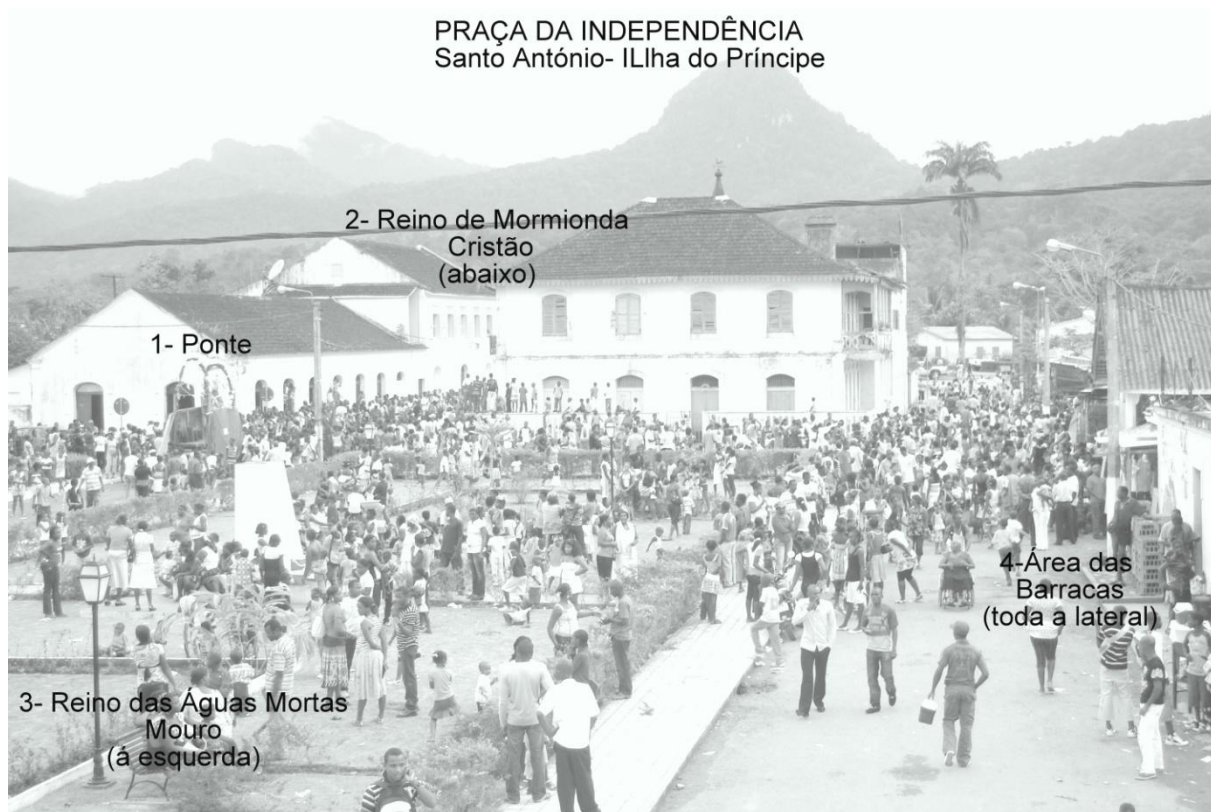 PRAÇA DA INDEPENDÊNCIA
Santo António- ILlha do Príncipe
2- Reino de Mormionda
Cristão
(abaixo)
1- Ponte
4-Área das
Barracas
(toda a lateral)
3- Reino das Águas Mortas
Mouro
(á esquerda)